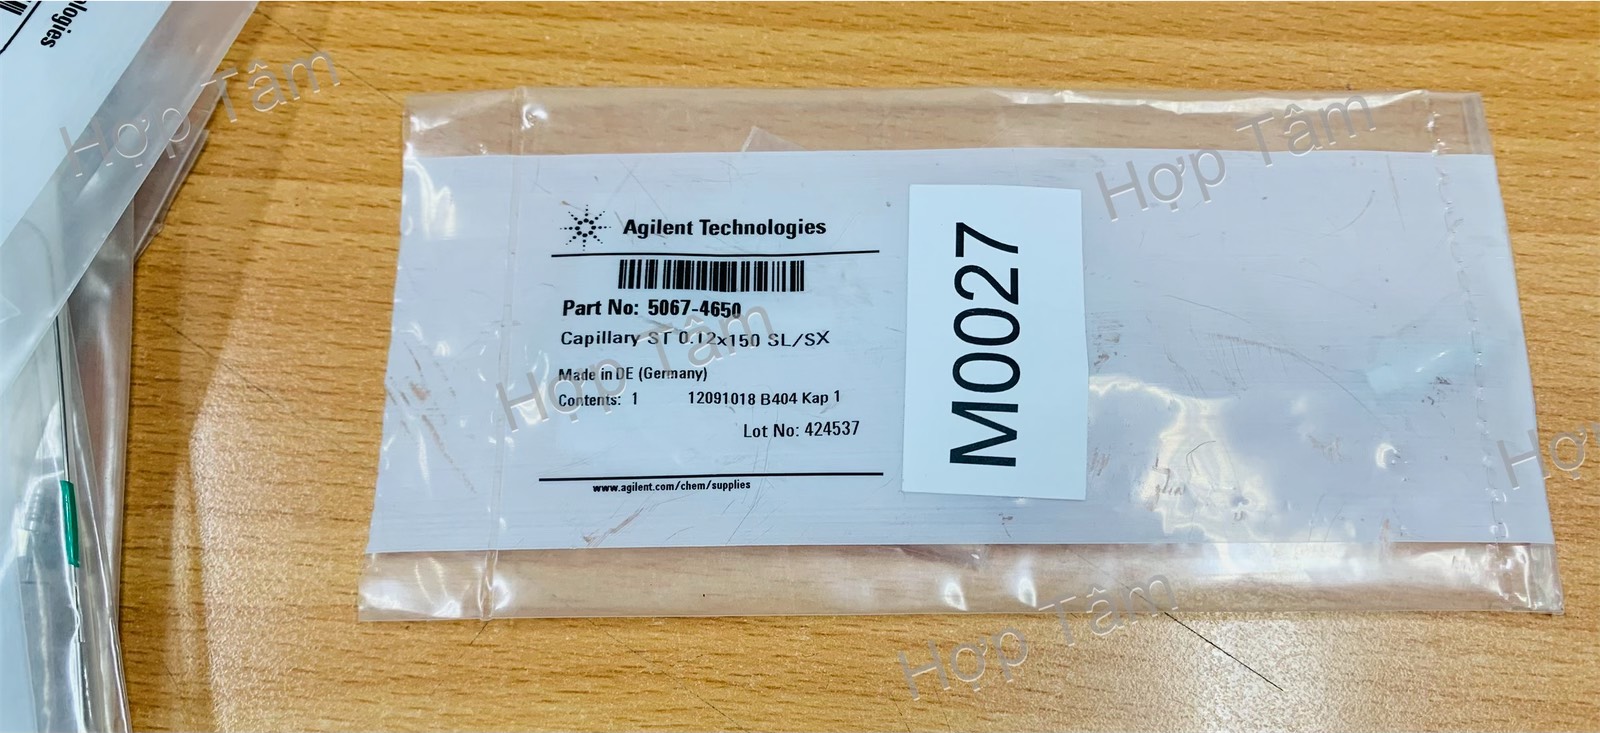 ologies
Agilent Technologies
Part No: 5067-4650
Capillary ST 0.12x150 SL/SX
Made in DE (Germany)
Contents: 1 12091018 B404 Kap 1
Lot No: 424537
www.agilent.com/chem/supplies
M0027
Hợp Tâm
Hợp Tâm
Hợp Tâm
Hợp Tâm
Hợ